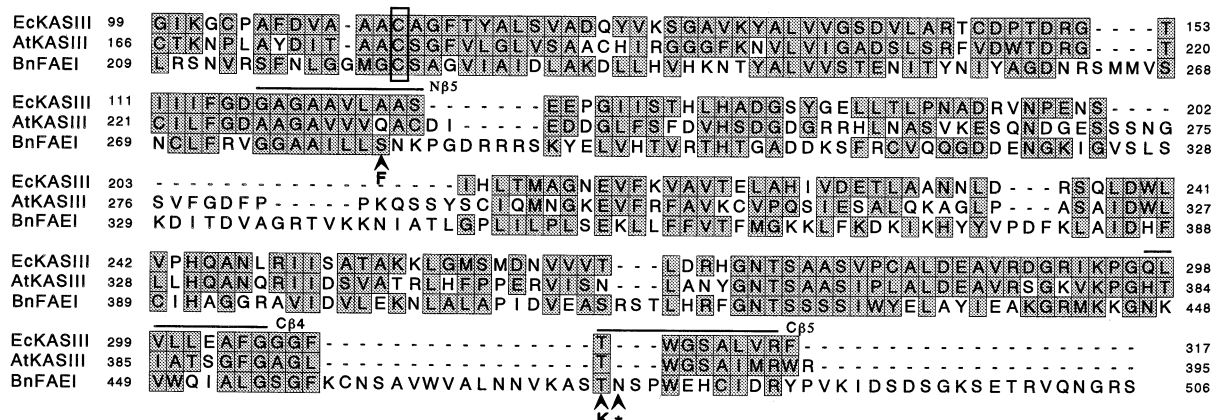 EcKASIII 99 GIKGCPAFDVA-AACAGFTYALSVADQYVKSGAVKYALVVGSDVLARTCDPTDRG----T 153
AtKASIII 166 CTKNPLAYDIT-AACSGFVLGLVSAACHIRGGGFKNVLVIGADSLSRFVDWTDRG----T 220
BnFAEI 209 LRSNVRSFNLGGMGCSAGVIAIDLAKDLLHVHKNTYALVVSTENITYNIYAGDNRSMMVS 268
Nβ5
EcKASIII 111 IIIFGDGAGAAVLAAS-------EEPGIISTHLHADGSYGELLTLPNADRVNPENS---- 202
AtKASIII 221 CILFGDAAGAVVVQACDI-----EDDGLFSFDVHSDGDGRRHLNASVKESQNDGESSSNG 275
BnFAEI 269 NCLFRVGGAAILLSNKPGDRRRSKYELVHTVRTHTGADDKSFRCVQQGDDENGKIGVSLS 328
F
EcKASIII 203 ------------------IHLTMAGNEVFKVAVTELAHIVDETLAANNLD---RSQLDWL 241
AtKASIII 276 SVFGDFP-----PKQSSYSCIQMNGKEVFRFAVKCVPQSIESALQKAGLP---ASAIDWL 327
BnFAEI 329 KDITDVAGRTVKKNIATLGPLILPLSEKLLFFVTFMGKKLFKDKIKHYYVPDFKLAIDHF 388
EcKASIII 242 VPHQANLRIISATAKKLGMSMDNVVVT---LDRHGNTSAASVPCALDEAVRDGRIKPGQL 298
AtKASIII 328 LLHQANQRIIDSVATRLHFPPERVISN---LANYGNTSAASIPLALDEAVRSGKVKPGHT 384
BnFAEI 389 CIHAGGRAVIDVLEKNLALAPIDVEASRSTLHRFGNTSSSSIWYELAYIEAKGRMKKGNK 448
Cβ4 Cβ5
EcKASIII 299 VLLEAFGGGF----------------T---WGSALVRF 317
AtKASIII 385 IATSGFGAGL----------------T---WGSAIMRWR 395
BnFAEI 449 VWQIALGSGFKCNSAVWVALNNVKASTNSPWEHCIDRYPVKIDSDSGKSETRVQNGRS 506
K *